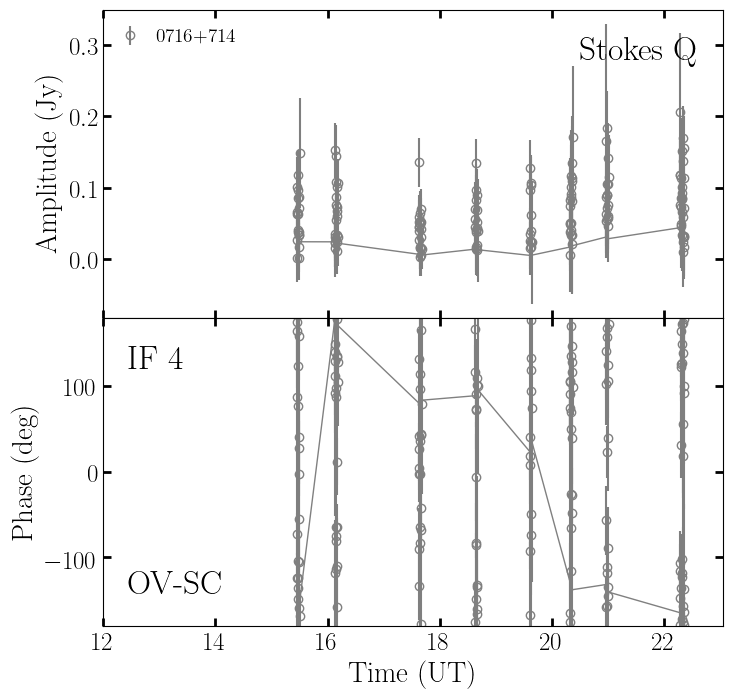 0716+714
Stokes Q
0.3
0.2
0.1
0.0
Amplitude (Jy)
IF 4
100
0
−100
Phase (deg)
OV-SC
12 14 16 18 20 22
Time (UT)